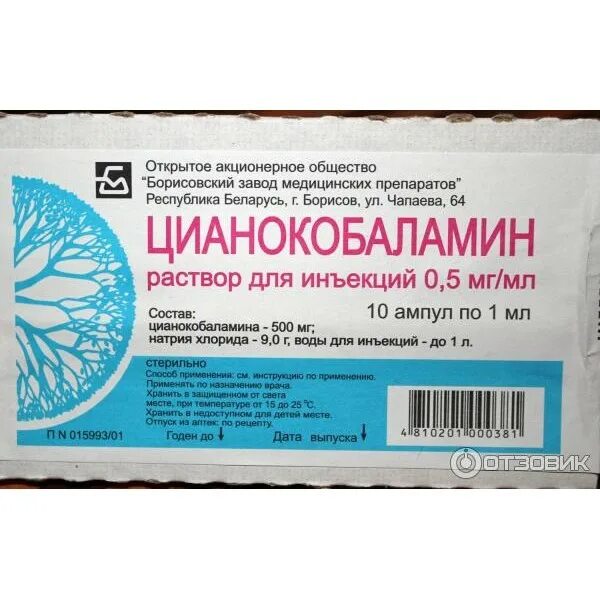 Открытое акционерное общество
"Борисовский завод медицинских препаратов"
Республика Беларусь, г. Борисов, ул. Чапаева, 64
ЦИАНОКОБАЛАМИН
раствор для инъекций 0,5 мг/мл
10 ампул по 1 мл
Состав:
цианокобаламина - 500 мг;
натрия хлорида - 9,0 г, воды для инъекций - до 1 л.
стерильно
Способ применения: см. инструкцию по применению.
Применять по назначению врача.
Хранить в защищенном от света
месте, при температуре от 15 до 25 °С.
Хранить в недоступном для детей месте.
Отпуск из аптек: по рецепту.
П N 015993/01
Годен до
Дата выпуска
4 810201 000381
ОТЗОВИК